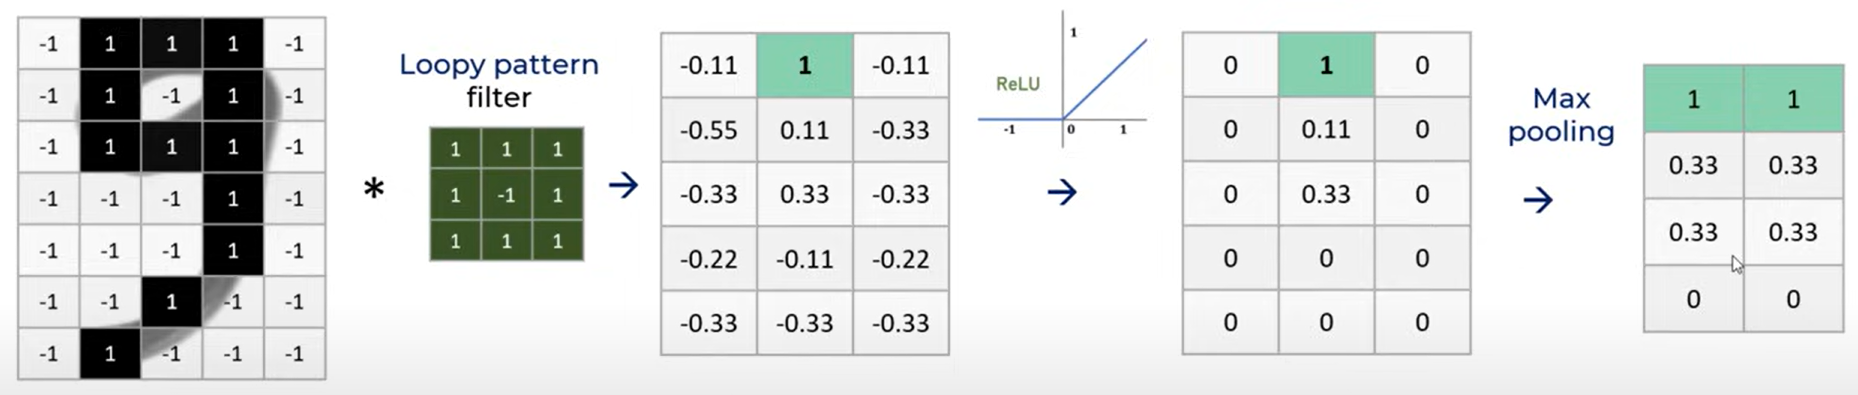 -1 1 1 1 -1
-1 1 -1 1 -1
-1 1 1 1 -1
-1 -1 -1 1 -1
-1 -1 -1 1 -1
-1 -1 1 -1 -1
-1 1 -1 -1 -1
*
Loopy pattern
filter
1 1 1
1 -1 1
1 1 1
→
-0.11 1 -0.11
-0.55 0.11 -0.33
-0.33 0.33 -0.33
-0.22 -0.11 -0.22
-0.33 -0.33 -0.33
1
ReLU
-1 0 1
→
0 1 0
0 0.11 0
0 0.33 0
0 0 0
0 0 0
Max
pooling
→
1 1
0.33 0.33
0.33 0.33
0 0